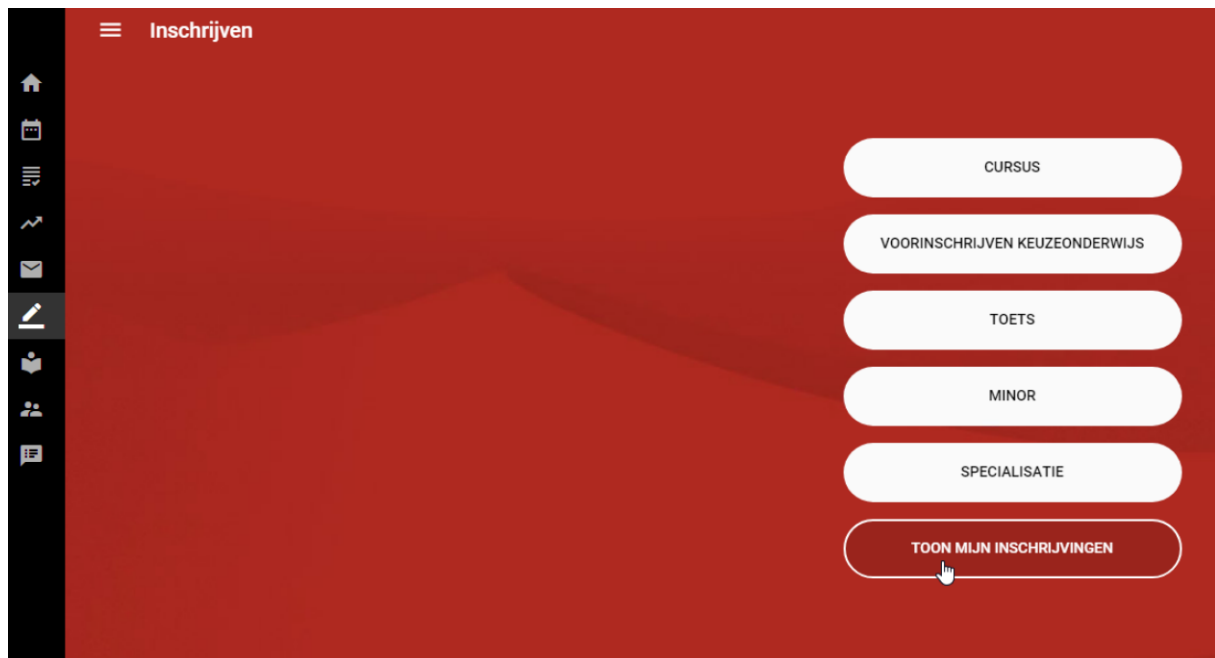 Inschrijven
CURSUS
VOORINSCHRIJVEN KEUZEONDERWIJS
TOETS
MINOR
SPECIALISATIE
TOON MIJN INSCHRIJVINGEN